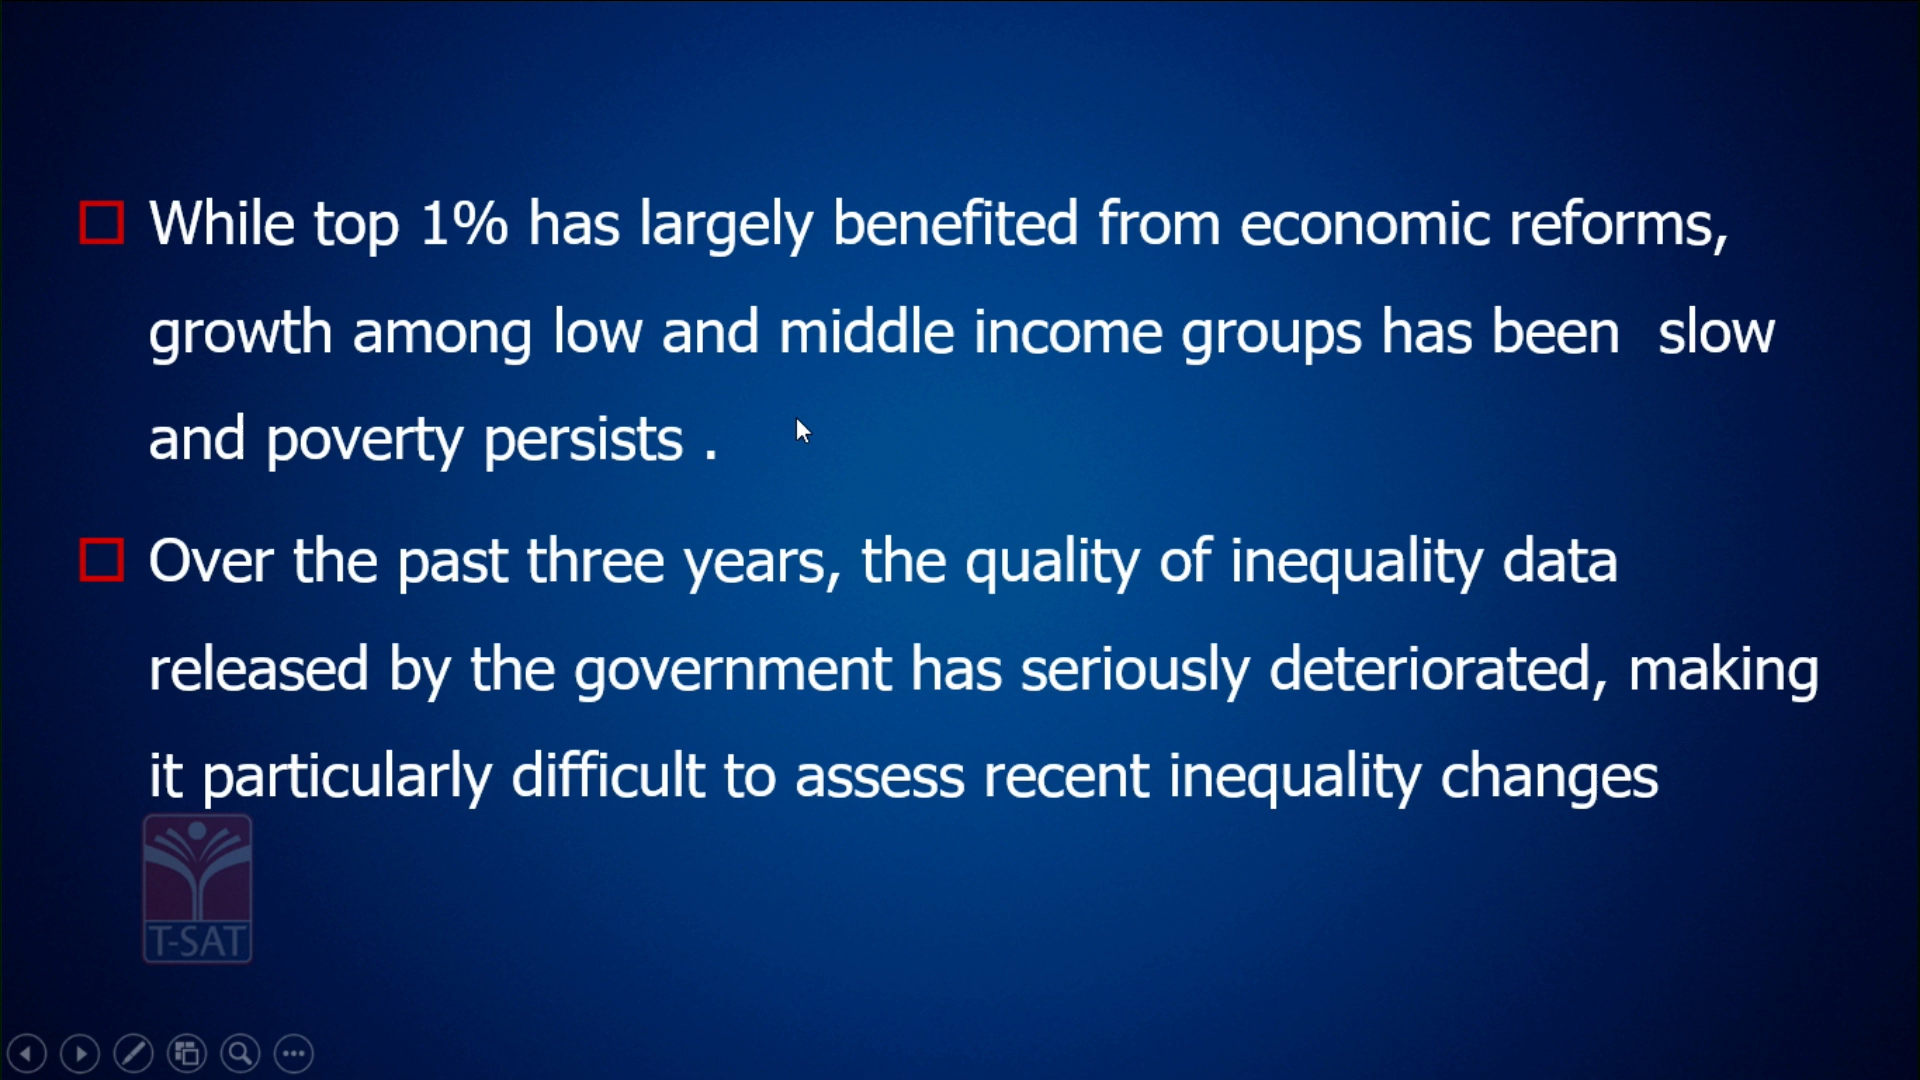 While top 1% has largely benefited from economic reforms,
growth among low and middle income groups has been  slow
and poverty persists .
Over the past three years, the quality of inequality data
released by the government has seriously deteriorated, making
it particularly difficult to assess recent inequality changes
T-SAT